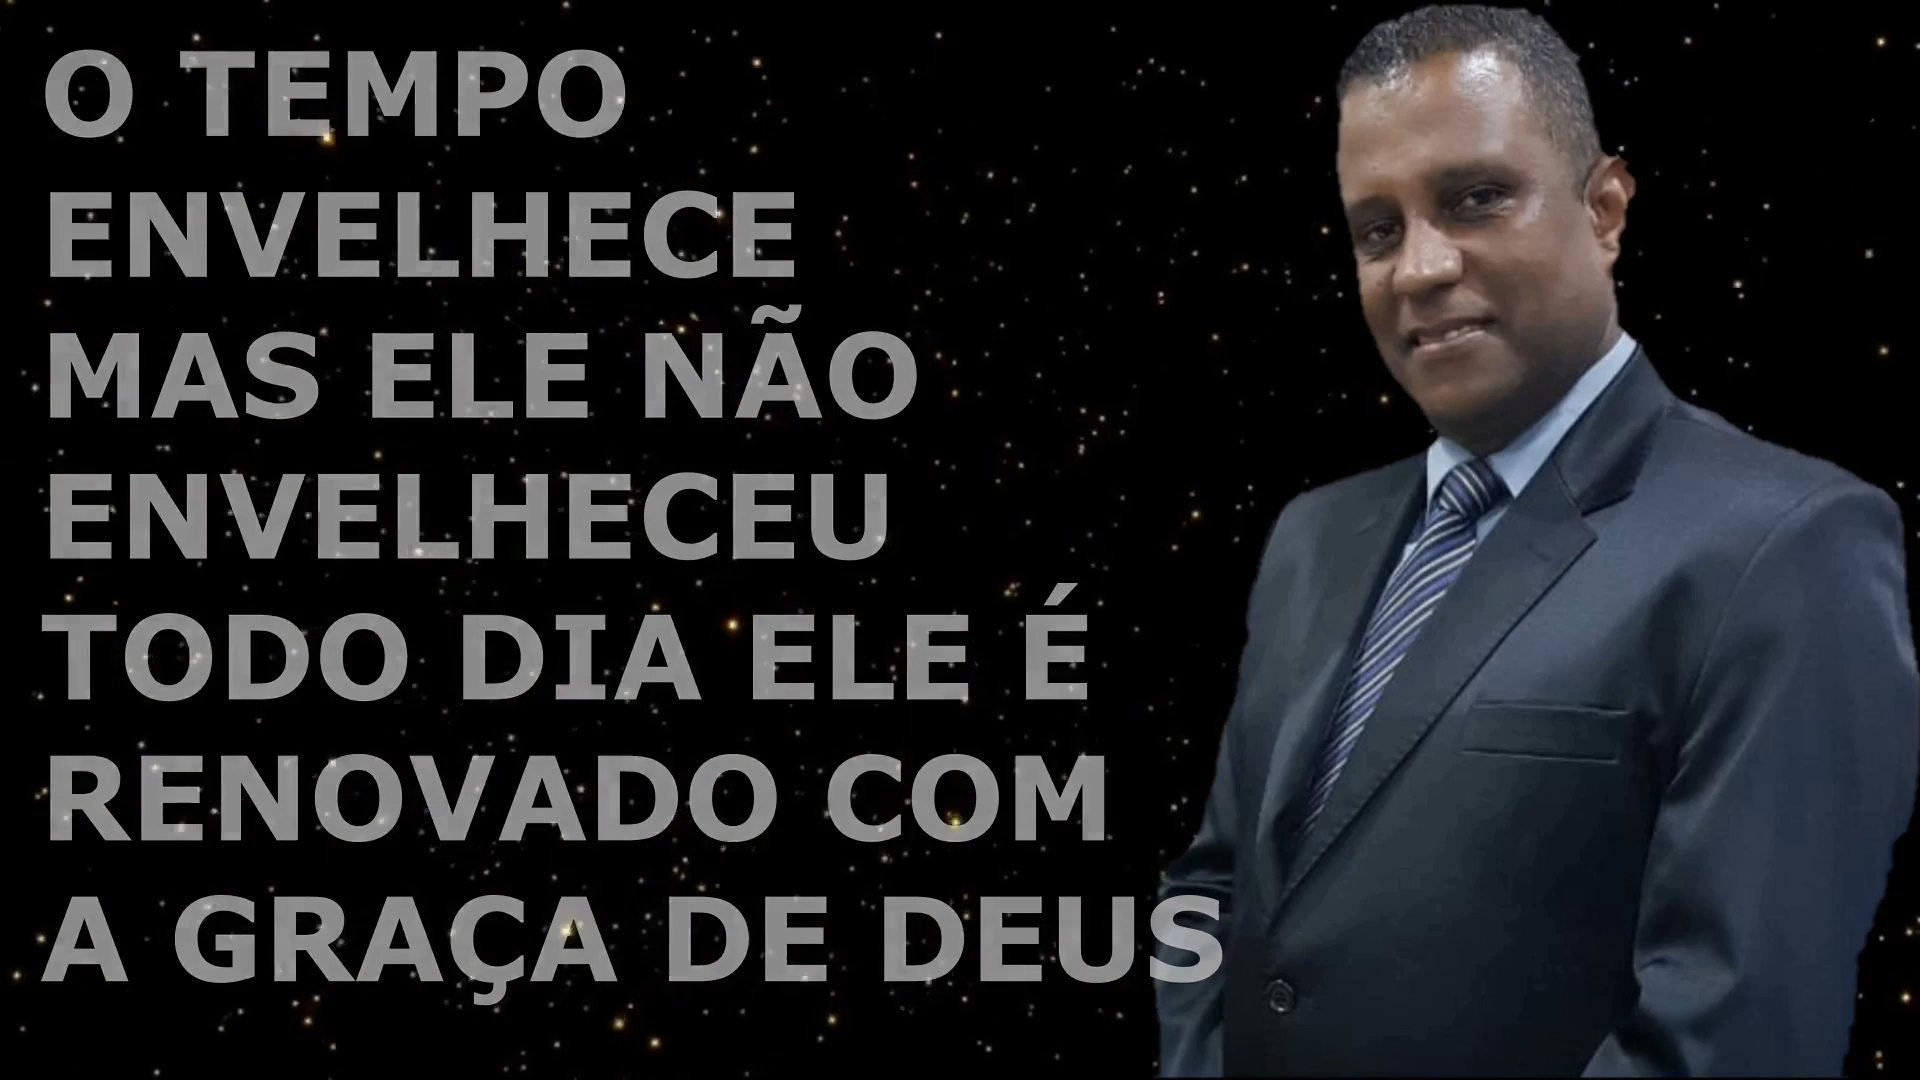 O TEMPO
ENVELHECE
MAS ELE NÃO
ENVELHECEU
TODO DIA ELE É
RENOVADO COM
A GRAÇA DE DEUS